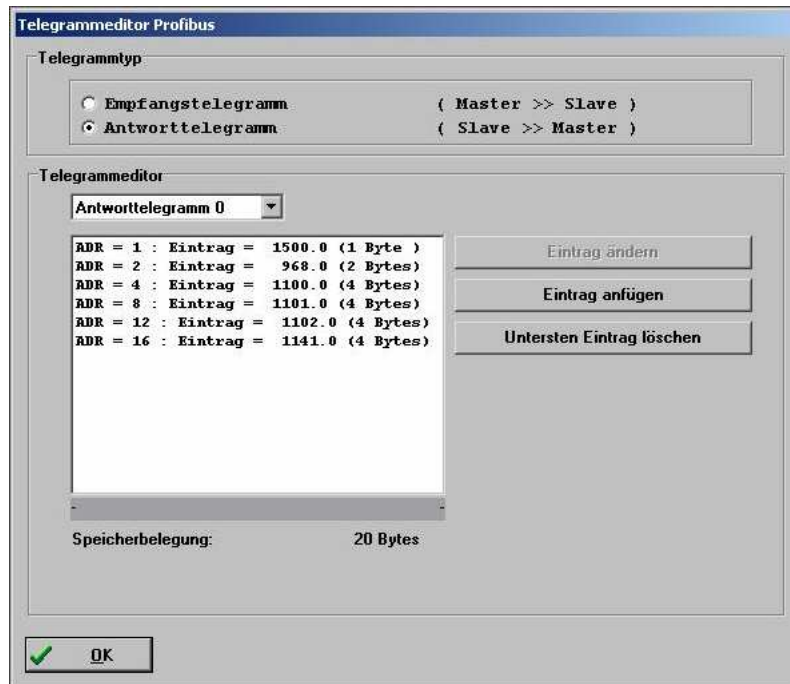 Telegrammeditor Profibus
Telegrammtyp
Empfangstelegramm ( Master >> Slave )
Antworttelegramm ( Slave >> Master )
Telegrammeditor
Antworttelegramm 0
ADR = 1 : Eintrag = 1500.0 (1 Byte )
ADR = 2 : Eintrag = 968.0 (2 Bytes)
ADR = 4 : Eintrag = 1100.0 (4 Bytes)
ADR = 8 : Eintrag = 1101.0 (4 Bytes)
ADR = 12 : Eintrag = 1102.0 (4 Bytes)
ADR = 16 : Eintrag = 1141.0 (4 Bytes)
Eintrag ändern
Eintrag anfügen
Untersten Eintrag löschen
- -
Speicherbelegung: 20 Bytes
OK